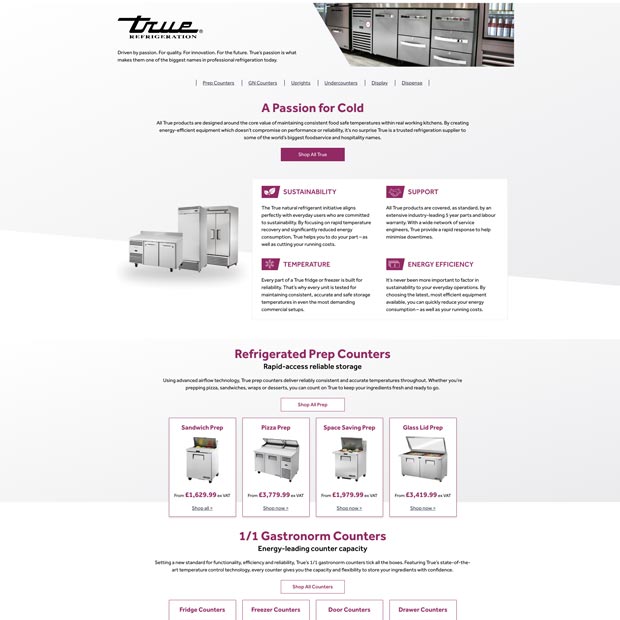 True®
REFRIGERATION
Driven by passion. For quality. For innovation. For the future. True's passion is what
makes them one of the biggest names in professional refrigeration today.
Prep Counters | GN Counters | Uprights | Undercounters | Display | Dispense
A Passion for Cold
All True products are designed around the core value of maintaining consistent food safe temperatures within real working kitchens. By creating
energy-efficient equipment which doesn't compromise on performance or reliability, it's no surprise True is a trusted refrigeration supplier to
some of the world's biggest foodservice and hospitality names.
Shop All True
SUSTAINABILITY
The True natural refrigerant initiative aligns
perfectly with everyday users who are committed
to sustainability. By focusing on rapid temperature
recovery and significantly reduced energy
consumption, True helps you to do your part – as
well as cutting your running costs.
SUPPORT
All True products are covered, as standard, by an
extensive industry-leading 5 year parts and labour
warranty. With a wide network of service
engineers, True provide a rapid response to help
minimise downtimes.
TEMPERATURE
Every part of a True fridge or freezer is built for
reliability. That's why every unit is tested for
maintaining consistent, accurate and safe storage
temperatures in even the most demanding
commercial setups.
ENERGY EFFICIENCY
It's never been more important to factor in
sustainability to your everyday operations. By
choosing the latest, most efficient equipment
available, you can quickly reduce your energy
consumption – as well as your running costs.
Refrigerated Prep Counters
Rapid-access reliable storage
Using advanced airflow technology, True prep counters deliver reliably consistent and accurate temperatures throughout. Whether you're
prepping pizza, sandwiches, wraps or desserts, you can count on True to keep your ingredients fresh and ready to go.
Shop All Prep
Sandwich Prep
From £1,629.99 ex VAT
Shop all >
Pizza Prep
From £3,779.99 ex VAT
Shop now >
Space Saving Prep
From £1,979.99 ex VAT
Shop now >
Glass Lid Prep
From £3,419.99 ex VAT
Shop now >
1/1 Gastronorm Counters
Energy-leading counter capacity
Setting a new standard for functionality, efficiency and reliability, True's 1/1 gastronorm counters tick all the boxes. Featuring True's state-of-the-
art temperature control technology, every counter gives you the capacity and flexibility to store your ingredients with confidence.
Shop All Counters
Fridge Counters
Freezer Counters
Door Counters
Drawer Counters